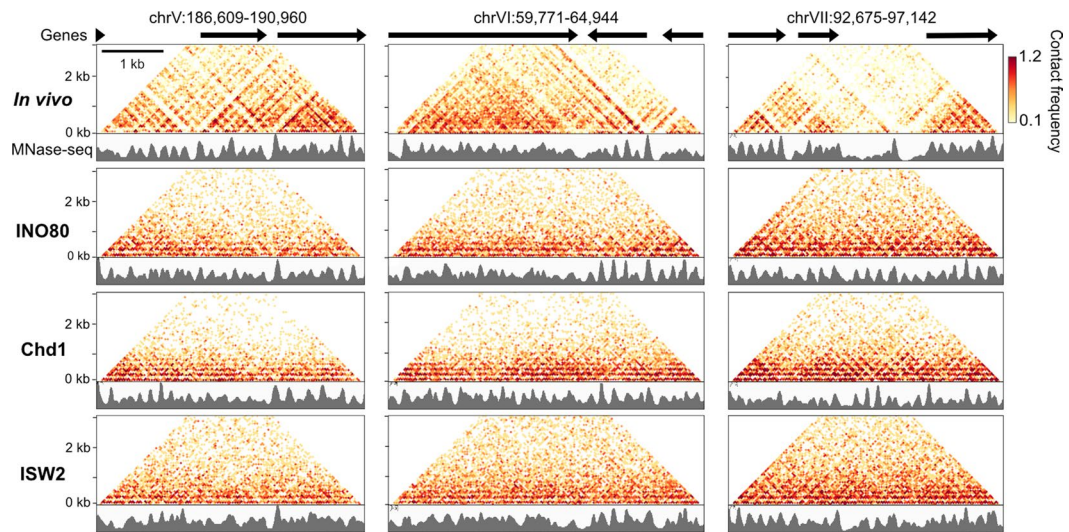 chrV:186,609-190,960 chrVI:59,771-64,944 chrVII:92,675-97,142
Genes
1 kb
2 kb
In vivo
0 kb
MNase-seq
1.2
0.1
Contact frequency
2 kb
INO80
0 kb
2 kb
Chd1
0 kb
2 kb
ISW2
0 kb